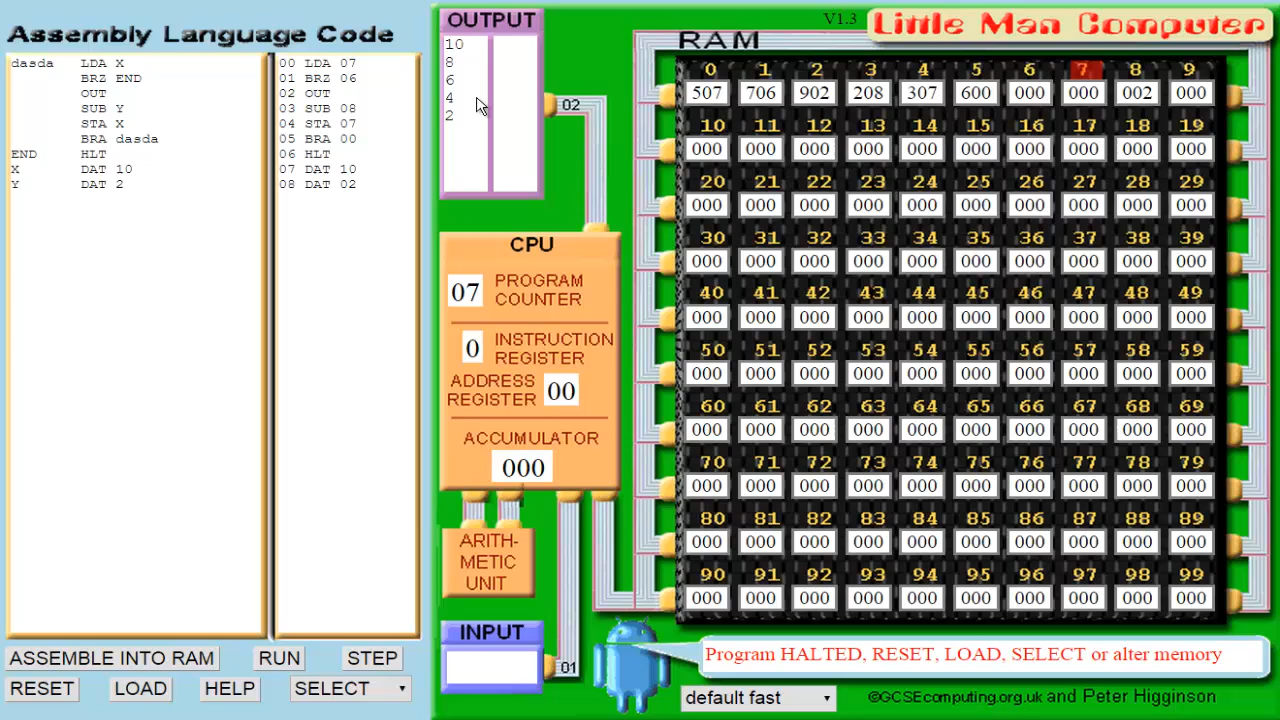 Assembly Language Code
dasda LDA X
BRZ END
OUT
SUB Y
STA X
BRA dasda
END HLT
X DAT 10
Y DAT 2
00 LDA 07
01 BRZ 06
02 OUT
03 SUB 08
04 STA 07
05 BRA 00
06 HLT
07 DAT 10
08 DAT 02
ASSEMBLE INTO RAM RUN STEP
RESET LOAD HELP SELECT
OUTPUT
10
8
6
4
2
02
CPU
07 PROGRAM
COUNTER
0 INSTRUCTION
REGISTER
ADDRESS
REGISTER 00
ACCUMULATOR
000
ARITH-
METIC
UNIT
INPUT
01
V1.3 Little Man Computer
RAM
0 1 2 3 4 5 6 7 8 9
507 706 902 208 307 600 000 000 002 000
10 11 12 13 14 15 16 17 18 19
000 000 000 000 000 000 000 000 000 000
20 21 22 23 24 25 26 27 28 29
000 000 000 000 000 000 000 000 000 000
30 31 32 33 34 35 36 37 38 39
000 000 000 000 000 000 000 000 000 000
40 41 42 43 44 45 46 47 48 49
000 000 000 000 000 000 000 000 000 000
50 51 52 53 54 55 56 57 58 59
000 000 000 000 000 000 000 000 000 000
60 61 62 63 64 65 66 67 68 69
000 000 000 000 000 000 000 000 000 000
70 71 72 73 74 75 76 77 78 79
000 000 000 000 000 000 000 000 000 000
80 81 82 83 84 85 86 87 88 89
000 000 000 000 000 000 000 000 000 000
90 91 92 93 94 95 96 97 98 99
000 000 000 000 000 000 000 000 000 000
Program HALTED, RESET, LOAD, SELECT or alter memory
default fast
©GCSEcomputing.org.uk and Peter Higginson